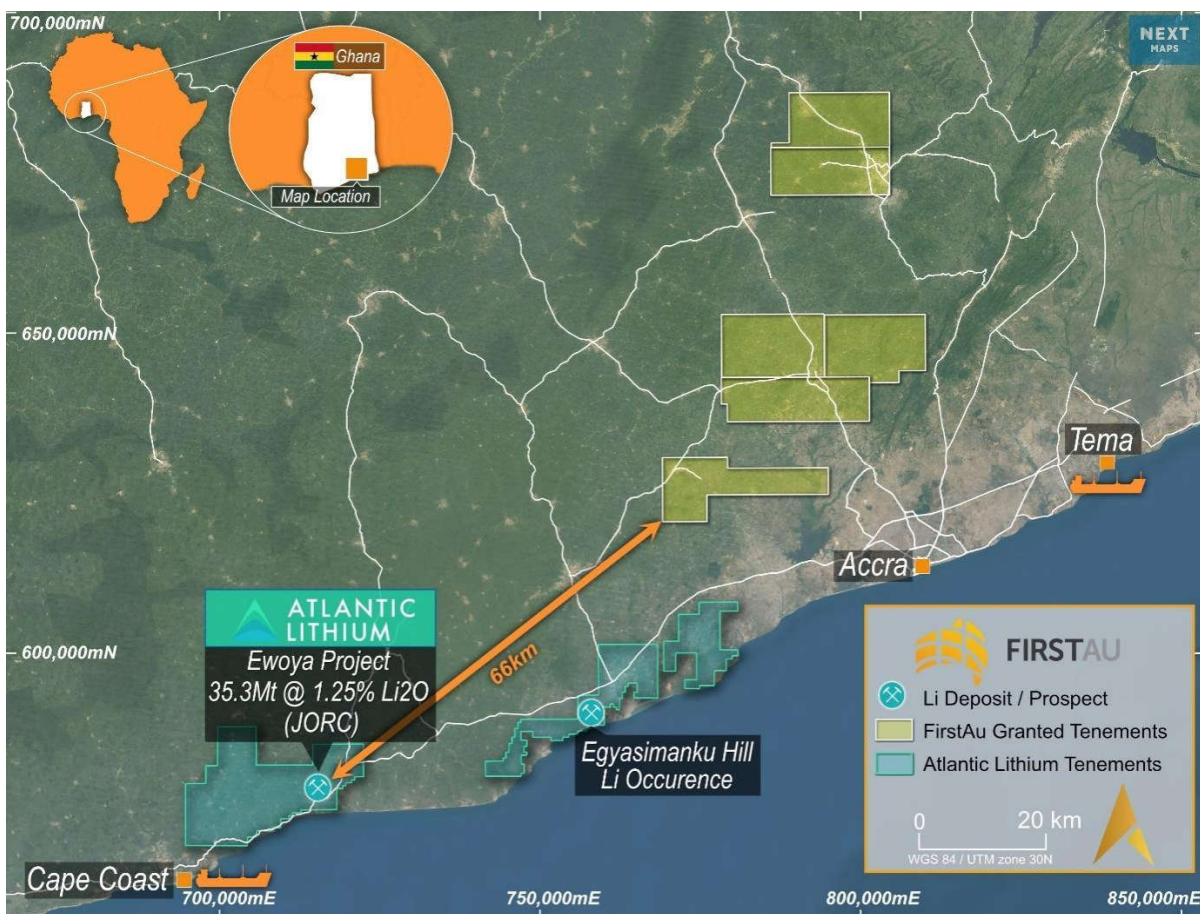 700,000mN
NEXT
MAPS
Ghana
Map Location
650,000mN
Tema
Accra
ATLANTIC
LITHIUM
Ewoya Project
35.3Mt @ 1.25% Li2O
(JORC)
66km
600,000mN
Egyasimanku Hill
Li Occurence
FIRSTAU
Li Deposit / Prospect
FirstAu Granted Tenements
Atlantic Lithium Tenements
0 20 km
WGS 84 / UTM zone 30N
Cape Coast
700,000mE
750,000mE
800,000mE
850,000mE